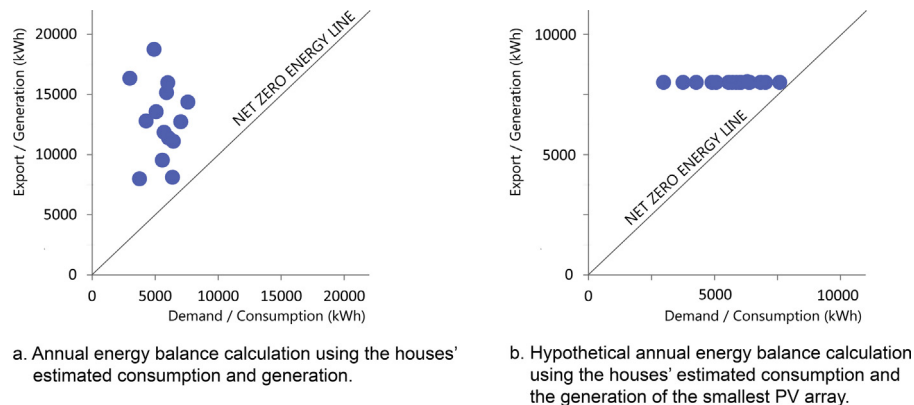 Export / Generation (kWh)
20000
15000
10000
5000
0
NET ZERO ENERGY LINE
0 5000 10000 15000 20000
Demand / Consumption (kWh)
a. Annual energy balance calculation using the houses’
estimated consumption and generation.
Export / Generation (kWh)
10000
5000
0
NET ZERO ENERGY LINE
0 5000 10000
Demand / Consumption (kWh)
b. Hypothetical annual energy balance calculation
using the houses’ estimated consumption and
the generation of the smallest PV array.